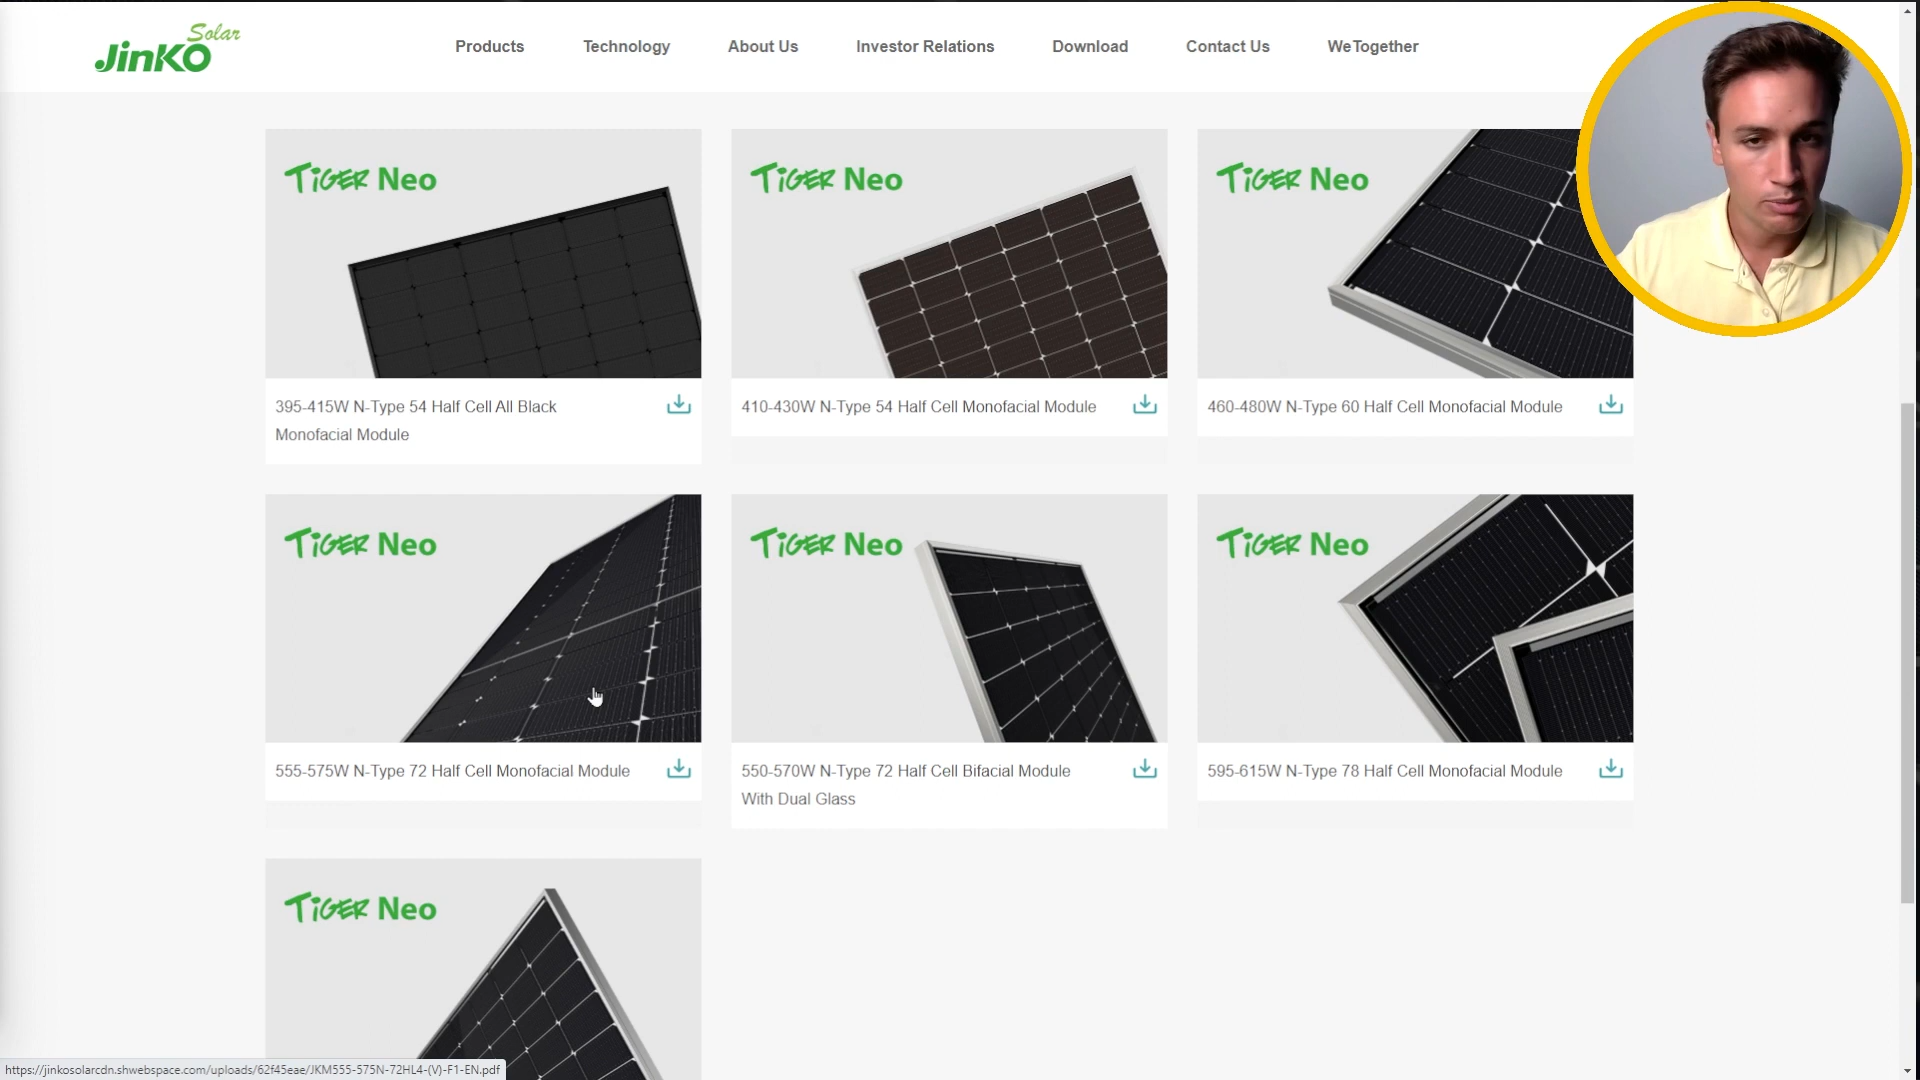 Solar
JinKO
Products
Technology
About Us
Investor Relations
Download
Contact Us
WeTogether
TiGER Neo
TiGER Neo
TiGER Neo
395-415W N-Type 54 Half Cell All Black
Monofacial Module
410-430W N-Type 54 Half Cell Monofacial Module
460-480W N-Type 60 Half Cell Monofacial Module
TiGER Neo
TiGER Neo
TiGER Neo
555-575W N-Type 72 Half Cell Monofacial Module
550-570W N-Type 72 Half Cell Bifacial Module
With Dual Glass
595-615W N-Type 78 Half Cell Monofacial Module
TiGER Neo
https://jinkosolarcdn.shwebspace.com/uploads/62f45eae/JKM555-575N-72HL4-(V)-F1-EN.pdf